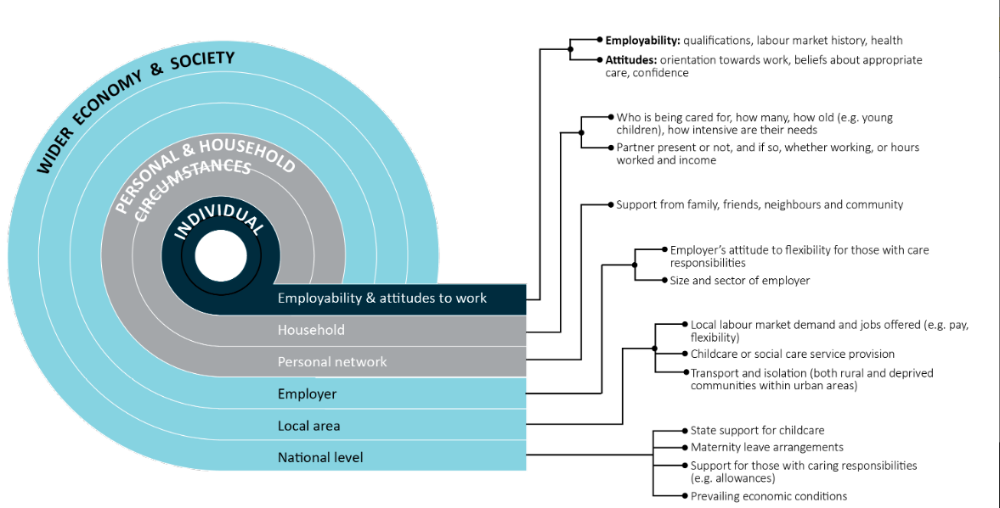 WIDER ECONOMY & SOCIETY
PERSONAL & HOUSEHOLD
CIRCUMSTANCES
INDIVIDUAL
Employability & attitudes to work
Household
Personal network
Employer
Local area
National level
Employability: qualifications, labour market history, health
Attitudes: orientation towards work, beliefs about appropriate
care, confidence
Who is being cared for, how many, how old (e.g. young
children), how intensive are their needs
Partner present or not, and if so, whether working, or hours
worked and income
Support from family, friends, neighbours and community
Employer’s attitude to flexibility for those with care
responsibilities
Size and sector of employer
Local labour market demand and jobs offered (e.g. pay,
flexibility)
Childcare or social care service provision
Transport and isolation (both rural and deprived
communities within urban areas)
State support for childcare
Maternity leave arrangements
Support for those with caring responsibilities
(e.g. allowances)
Prevailing economic conditions